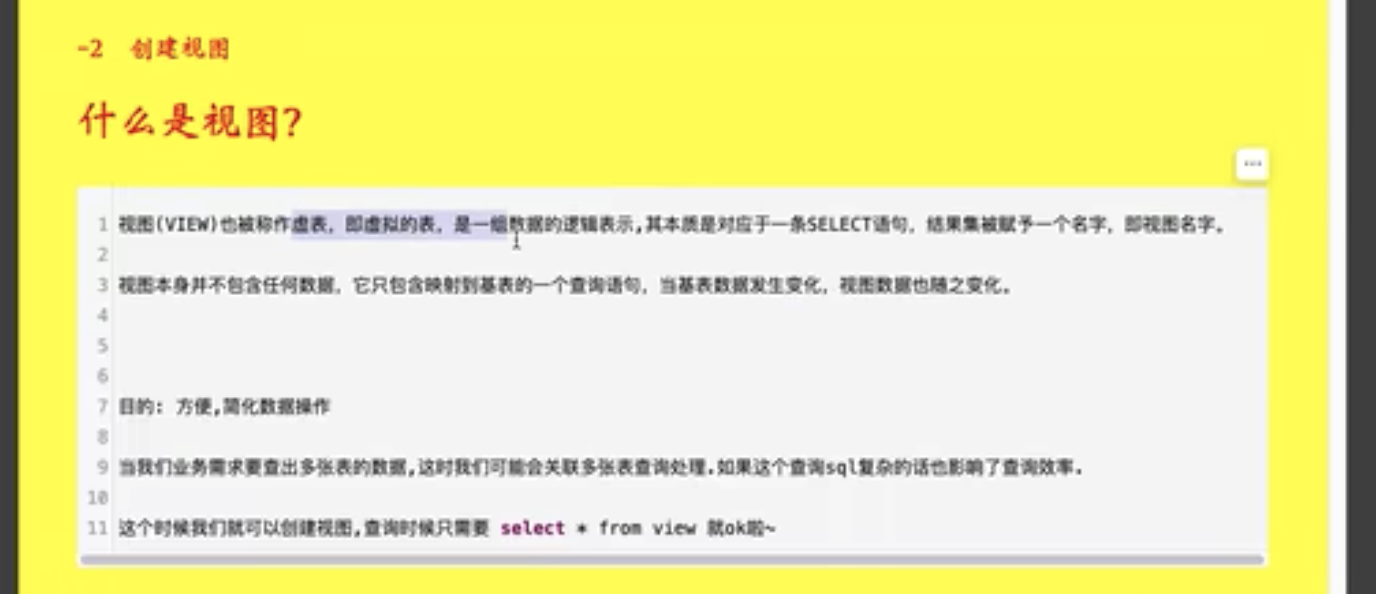 -2 创建视图
什么是视图?
1 视图(VIEW)也被称作虚表，即虚拟的表，是一组数据的逻辑表示,其本质是对应于一条SELECT语句，结果集被赋予一个名字，即视图名字。
2
3 视图本身并不包含任何数据，它只包含映射到基表的一个查询语句，当基表数据发生变化，视图数据也随之变化。
4
5
6
7 目的: 方便,简化数据操作
8
9 当我们业务需求要查出多张表的数据,这时我们可能会关联多张表查询处理.如果这个查询sql复杂的话也影响了查询效率.
10
11 这个时候我们就可以创建视图,查询时候只需要 select * from view 就ok啦~